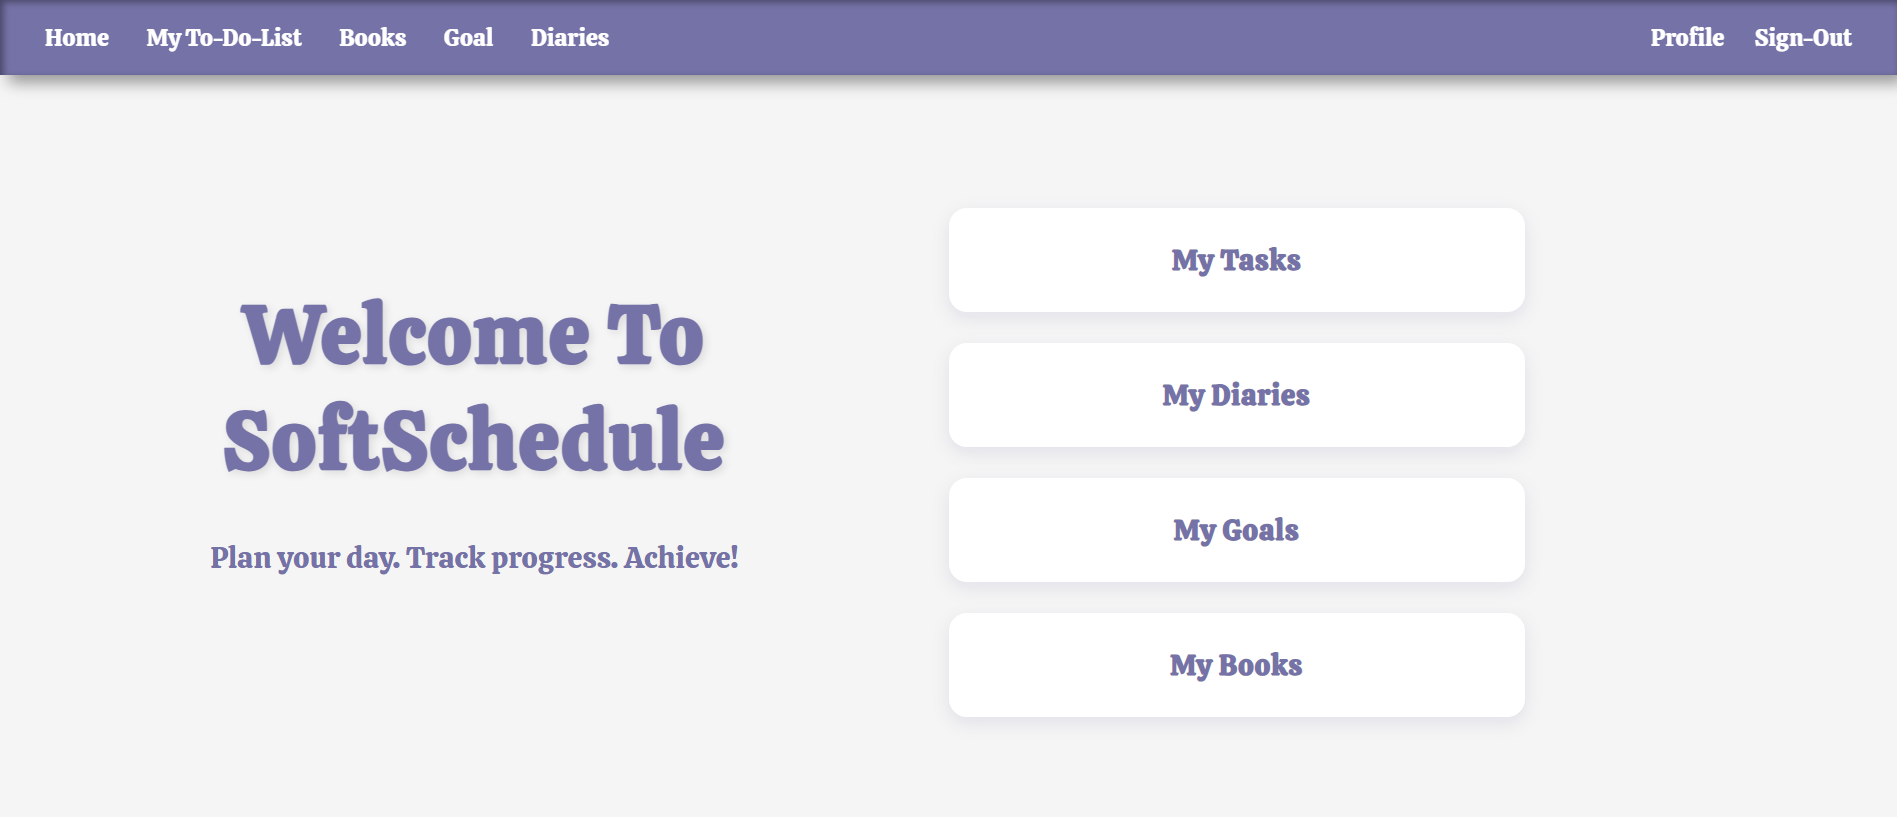 Home My To-Do-List Books Goal Diaries Profile Sign-Out
Welcome To
SoftSchedule
Plan your day. Track progress. Achieve!
My Tasks
My Diaries
My Goals
My Books